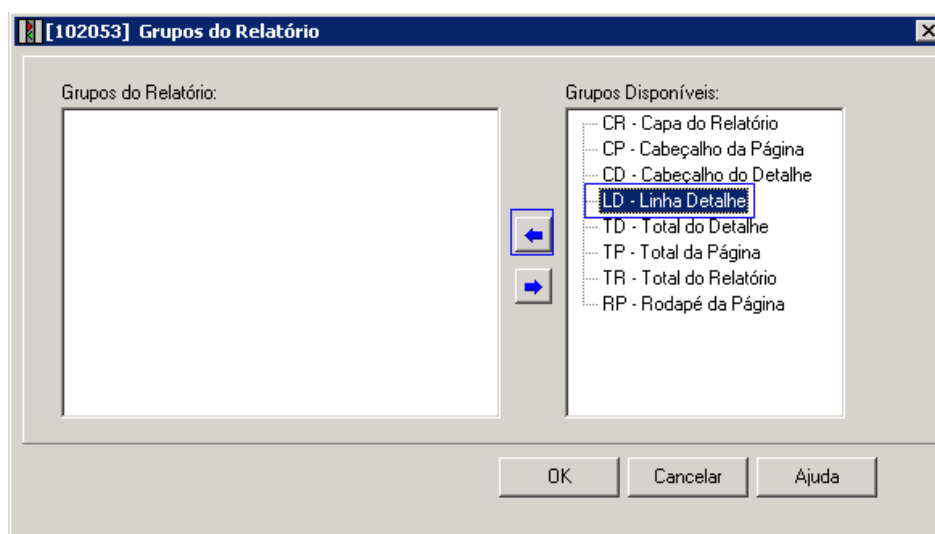 [102053] Grupos do Relatório
Grupos do Relatório:
Grupos Disponíveis:
CR - Capa do Relatório
CP - Cabeçalho da Página
CD - Cabeçalho do Detalhe
LD - Linha Detalhe
TD - Total do Detalhe
TP - Total da Página
TR - Total do Relatório
RP - Rodapé da Página
OK
Cancelar
Ajuda